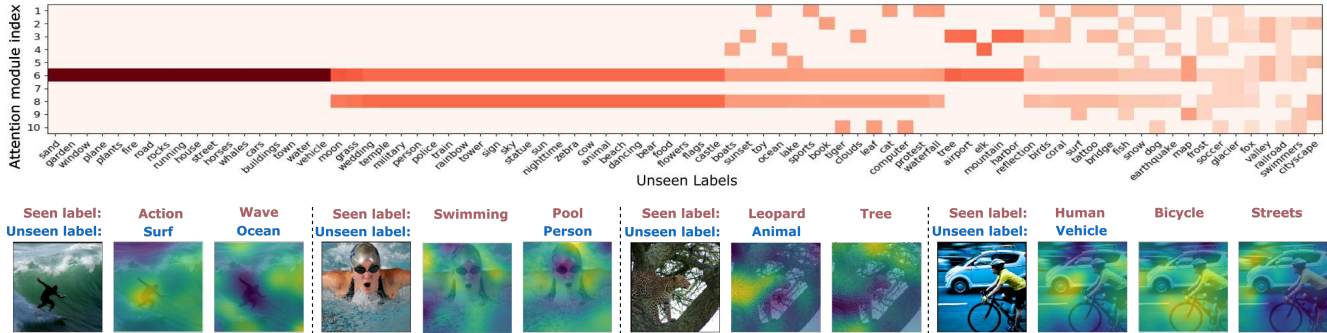 Attention module index
1
2
3
4
5
6
7
8
9
10
sand
garden
window
plane
plants
fire
road
rocks
running
house
street
horses
whales
cars
buildings
town
water
vehicle
moon
grass
wedding
temple
military
person
police
train
rainbow
tower
sign
sky
statue
sun
nighttime
zebra
cow
animal
beach
dancing
bear
food
flowers
flags
castle
boats
sunset
toy
ocean
lake
sports
book
tiger
clouds
leaf
cat
computer
protest
waterfall
tree
airport
elk
mountain
harbor
reflection
birds
coral
surf
tattoo
bridge
fish
snow
dog
earthquake
map
frost
soccer
glacier
fox
valley
railroad
swimmers
cityscape
Unseen Labels
Seen label: Action Wave
Unseen label: Surf Ocean
Seen label: Swimming Pool
Unseen label: Person
Seen label: Leopard Tree
Unseen label: Animal
Seen label: Human Bicycle Streets
Unseen label: Vehicle